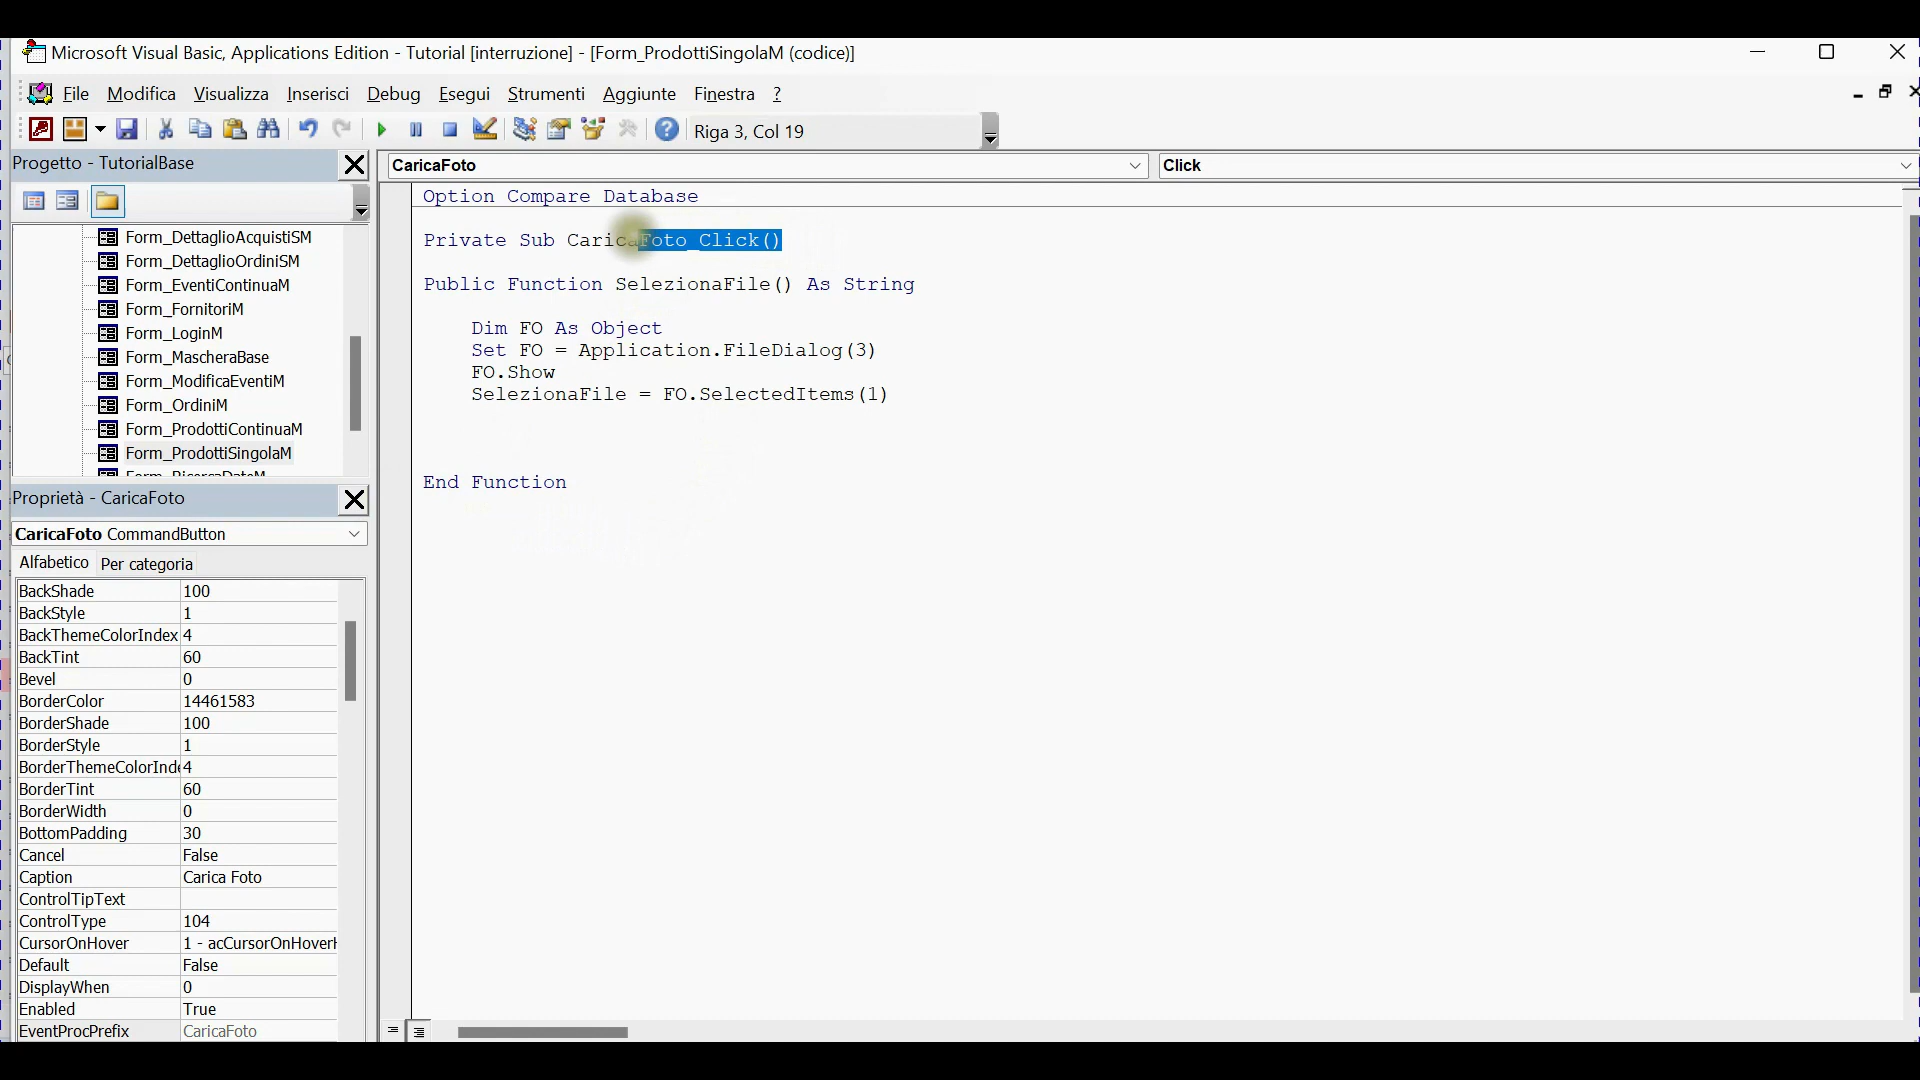 Microsoft Visual Basic, Applications Edition - Tutorial [interruzione] - [Form_ProdottiSingolaM (codice)]
File Modifica Visualizza Inserisci Debug Esegui Strumenti Aggiunte Finestra ?
Riga 3, Col 19
Progetto - TutorialBase
Form_DettaglioAcquistiSM
Form_DettaglioOrdiniSM
Form_EventiContinuaM
Form_FornitoriM
Form_LoginM
Form_MascheraBase
Form_ModificaEventiM
Form_OrdiniM
Form_ProdottiContinuaM
Form_ProdottiSingolaM
Form_RicercaDateM
Proprietà - CaricaFoto
CaricaFoto CommandButton
Alfabetico Per categoria
BackShade 100
BackStyle 1
BackThemeColorIndex 4
BackTint 60
Bevel 0
BorderColor 14461583
BorderShade 100
BorderStyle 1
BorderThemeColorInd 4
BorderTint 60
BorderWidth 0
BottomPadding 30
Cancel False
Caption Carica Foto
ControlTipText
ControlType 104
CursorOnHover 1 - acCursorOnHover
Default False
DisplayWhen 0
Enabled True
EventProcPrefix CaricaFoto
CaricaFoto Click
Option Compare Database
Private Sub CaricaFoto_Click()
Public Function SelezionaFile() As String
Dim FO As Object
Set FO = Application.FileDialog(3)
FO.Show
SelezionaFile = FO.SelectedItems(1)
End Function